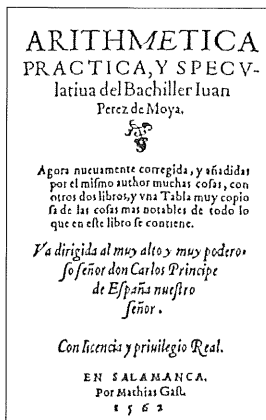 ARITHMETICA
PRACTICA, Y SPECV-
latiua del Bachiller Iuan
Perez de Moya.
Agora nueuamente corregida, y añadidas
por el mismo author muchas cosas, con
otros dos libros, y vna Tabla muy copio
sa de las cosas mas notables de todo lo
que en este libro se contiene.
Va dirigida al muy alto y muy podero-
so señor don Carlos Principe
de España nuestro
señor.
Con licencia y priuilegio Real.
EN SALAMANCA.
Por Mathias Gast.
1562